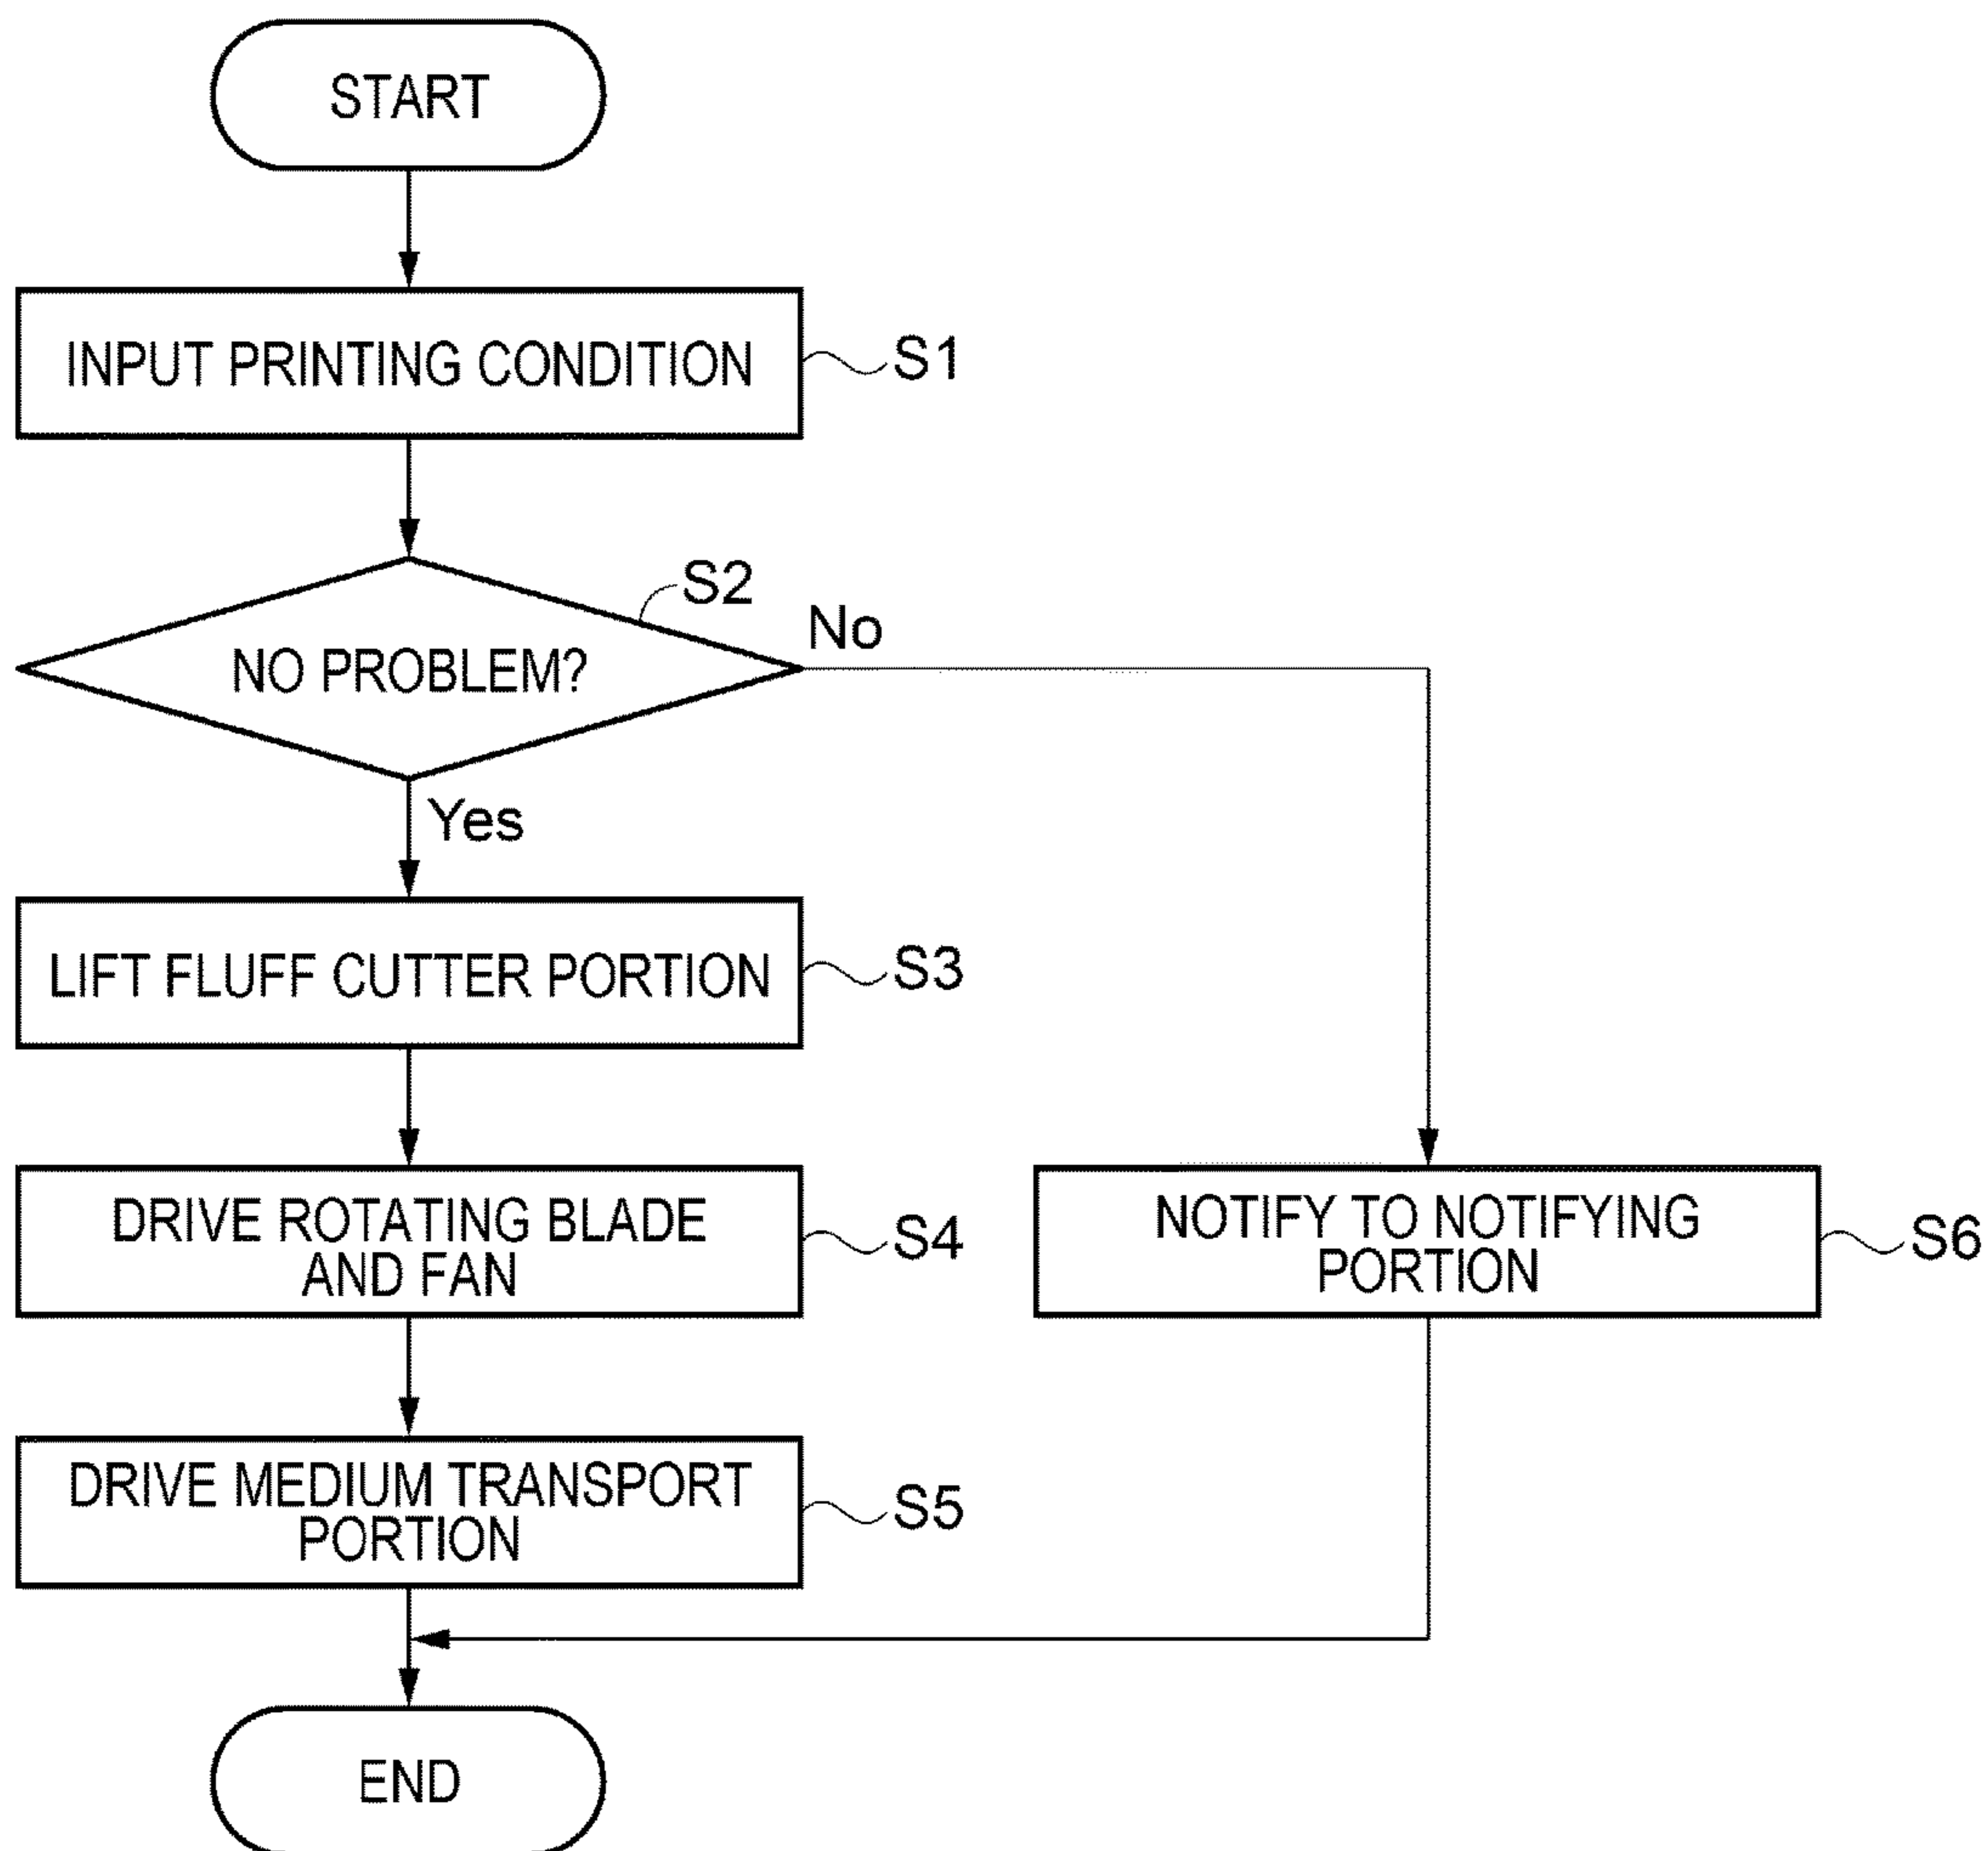 START
INPUT PRINTING CONDITION
S1
S2
No
NO PROBLEM?
Yes
LIFT FLUFF CUTTER PORTION
S3
DRIVE ROTATING BLADE
AND FAN
S4
NOTIFY TO NOTIFYING
PORTION
S6
DRIVE MEDIUM TRANSPORT
PORTION
S5
END